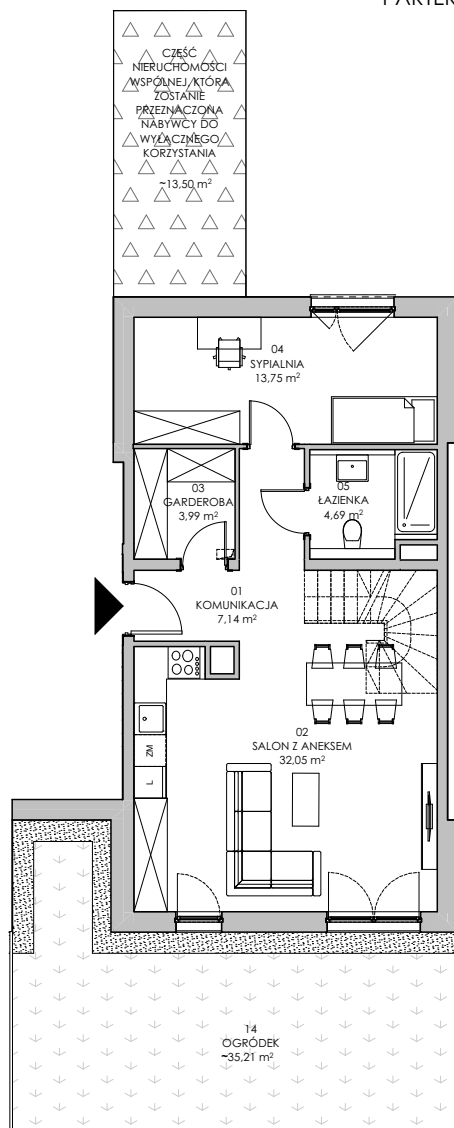 CZĘŚĆ
NIERUCHOMOŚCI
WSPÓLNEJ, KTÓRA
ZOSTANIE
PRZEZNACZONA
NABYWCY DO
WYŁĄCZNEGO
KORZYSTANIA
~13,50 m²
04
SYPIALNIA
13,75 m²
03
GARDEROBA
3,99 m²
05
ŁAZIENKA
4,69 m²
01
KOMUNIKACJA
7,14 m²
02
SALON Z ANEKSEM
32,05 m²
ZM
L
14
OGRÓDEK
~35,21 m²